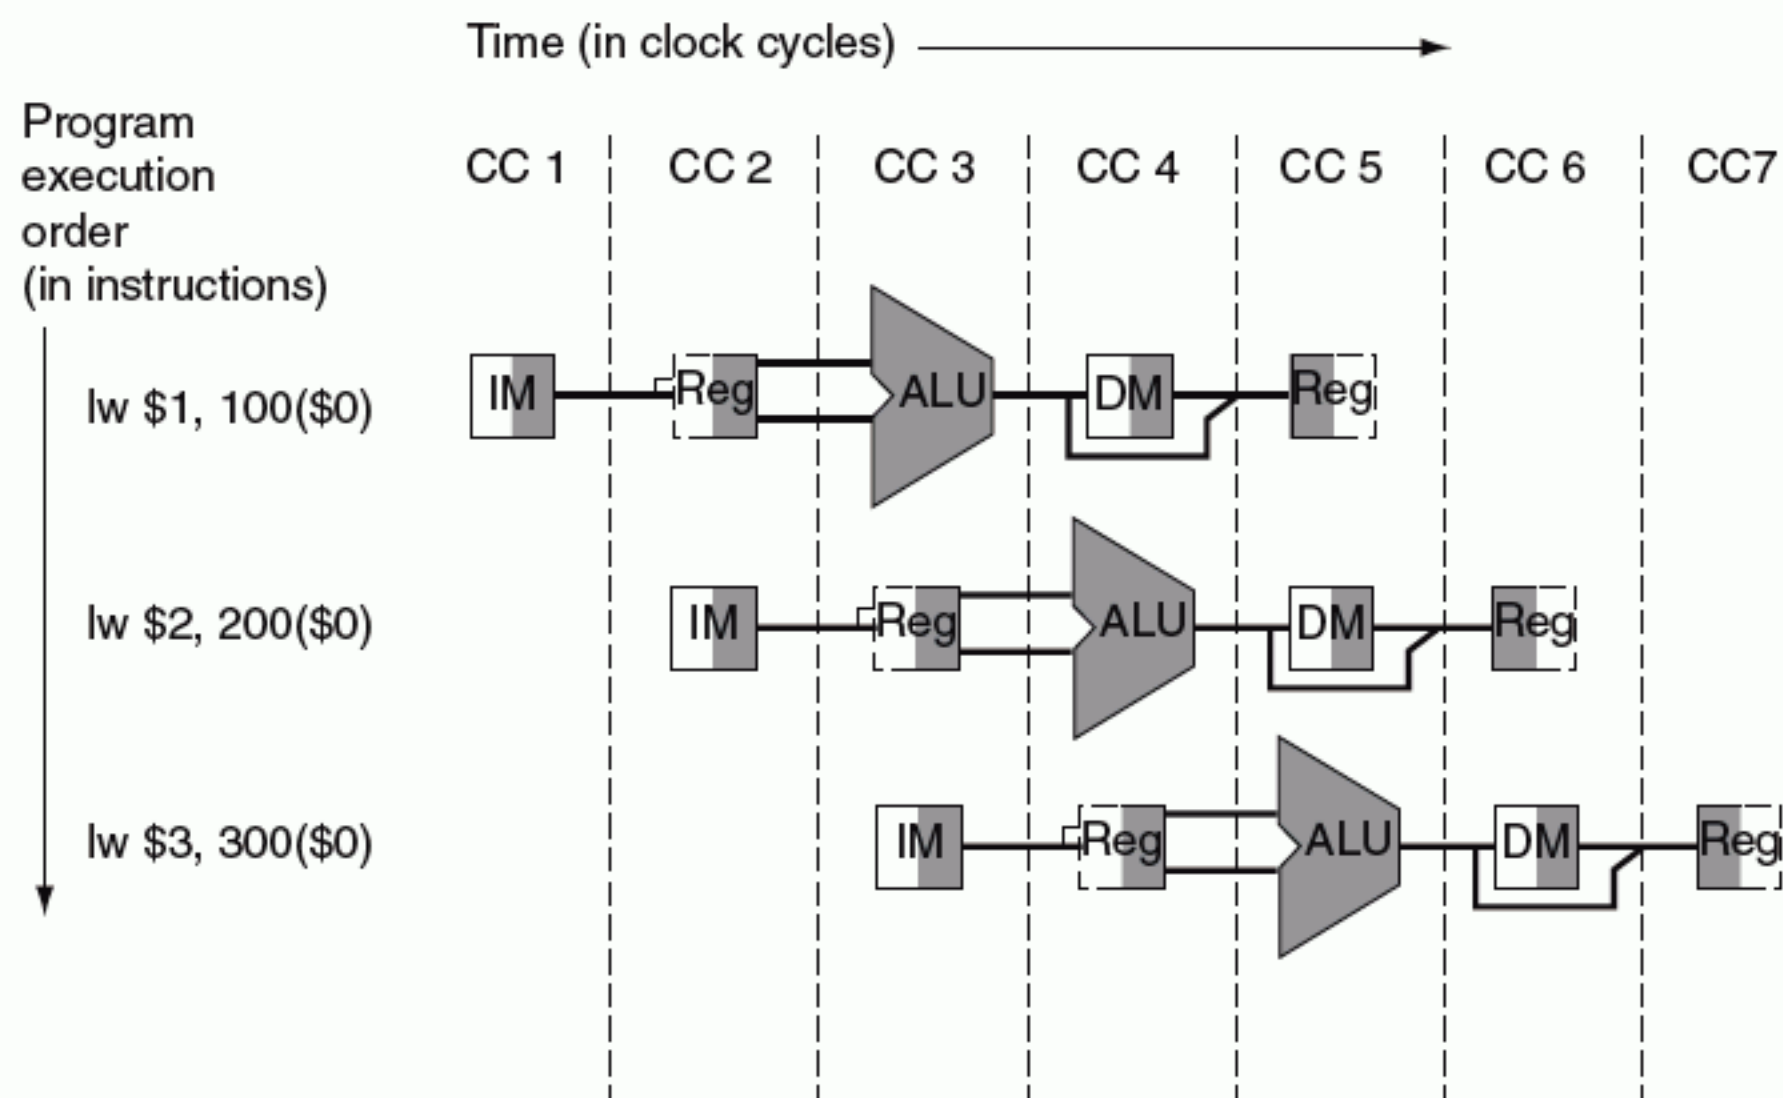 Time (in clock cycles)
Program
execution
order
(in instructions)
CC 1 CC 2 CC 3 CC 4 CC 5 CC 6 CC7
lw $1, 100($0) IM Reg ALU DM Reg
lw $2, 200($0) IM Reg ALU DM Reg
lw $3, 300($0) IM Reg ALU DM Reg